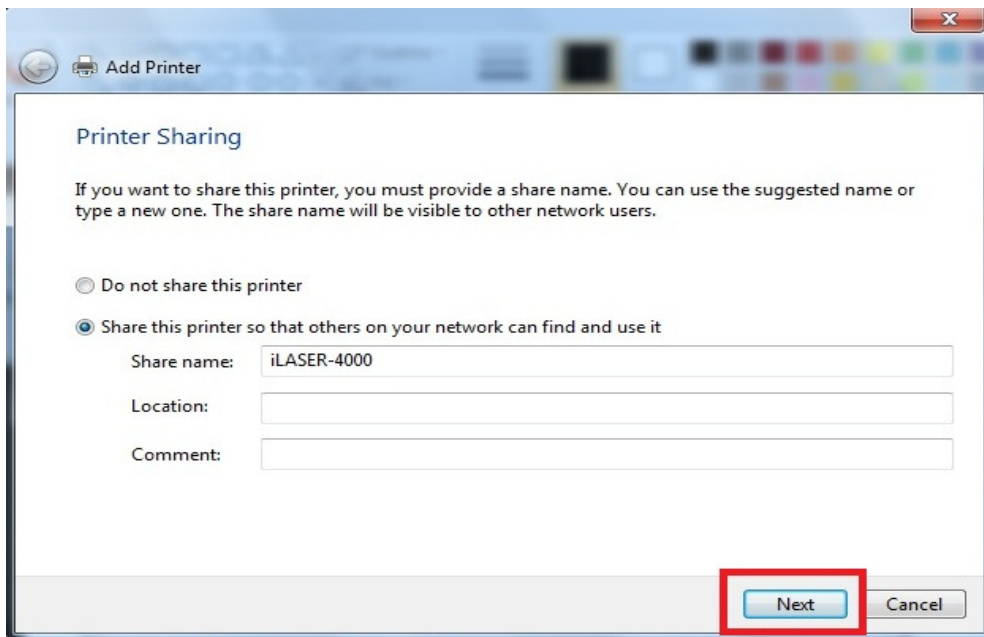 Add Printer
Printer Sharing
If you want to share this printer, you must provide a share name. You can use the suggested name or
type a new one. The share name will be visible to other network users.
Do not share this printer
Share this printer so that others on your network can find and use it
Share name: iLASER-4000
Location:
Comment:
Next Cancel